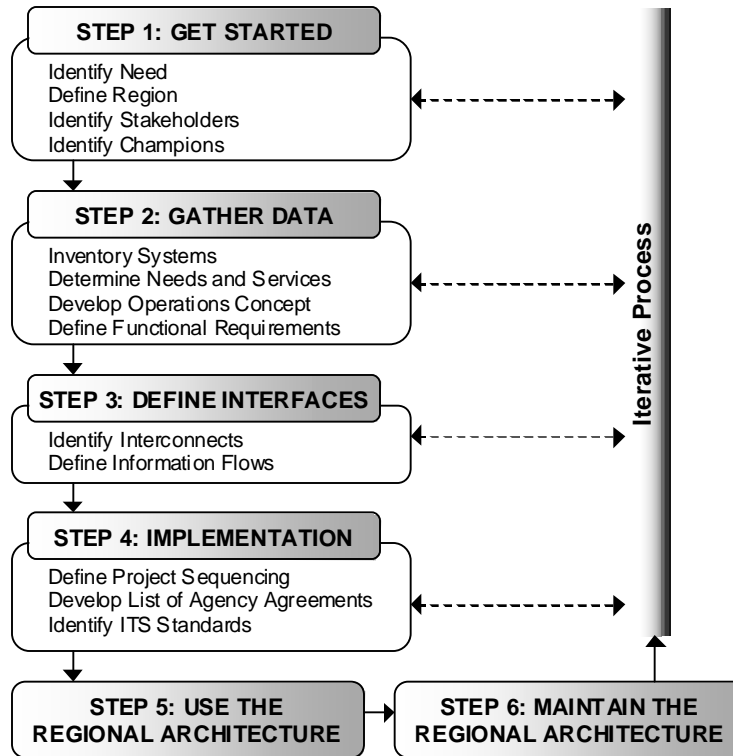 STEP 1: GET STARTED
Identify Need
Define Region
Identify Stakeholders
Identify Champions
STEP 2: GATHER DATA
Inventory Systems
Determine Needs and Services
Develop Operations Concept
Define Functional Requirements
STEP 3: DEFINE INTERFACES
Identify Interconnects
Define Information Flows
STEP 4: IMPLEMENTATION
Define Project Sequencing
Develop List of Agency Agreements
Identify ITS Standards
STEP 5: USE THE
REGIONAL ARCHITECTURE
STEP 6: MAINTAIN THE
REGIONAL ARCHITECTURE
Iterative Process